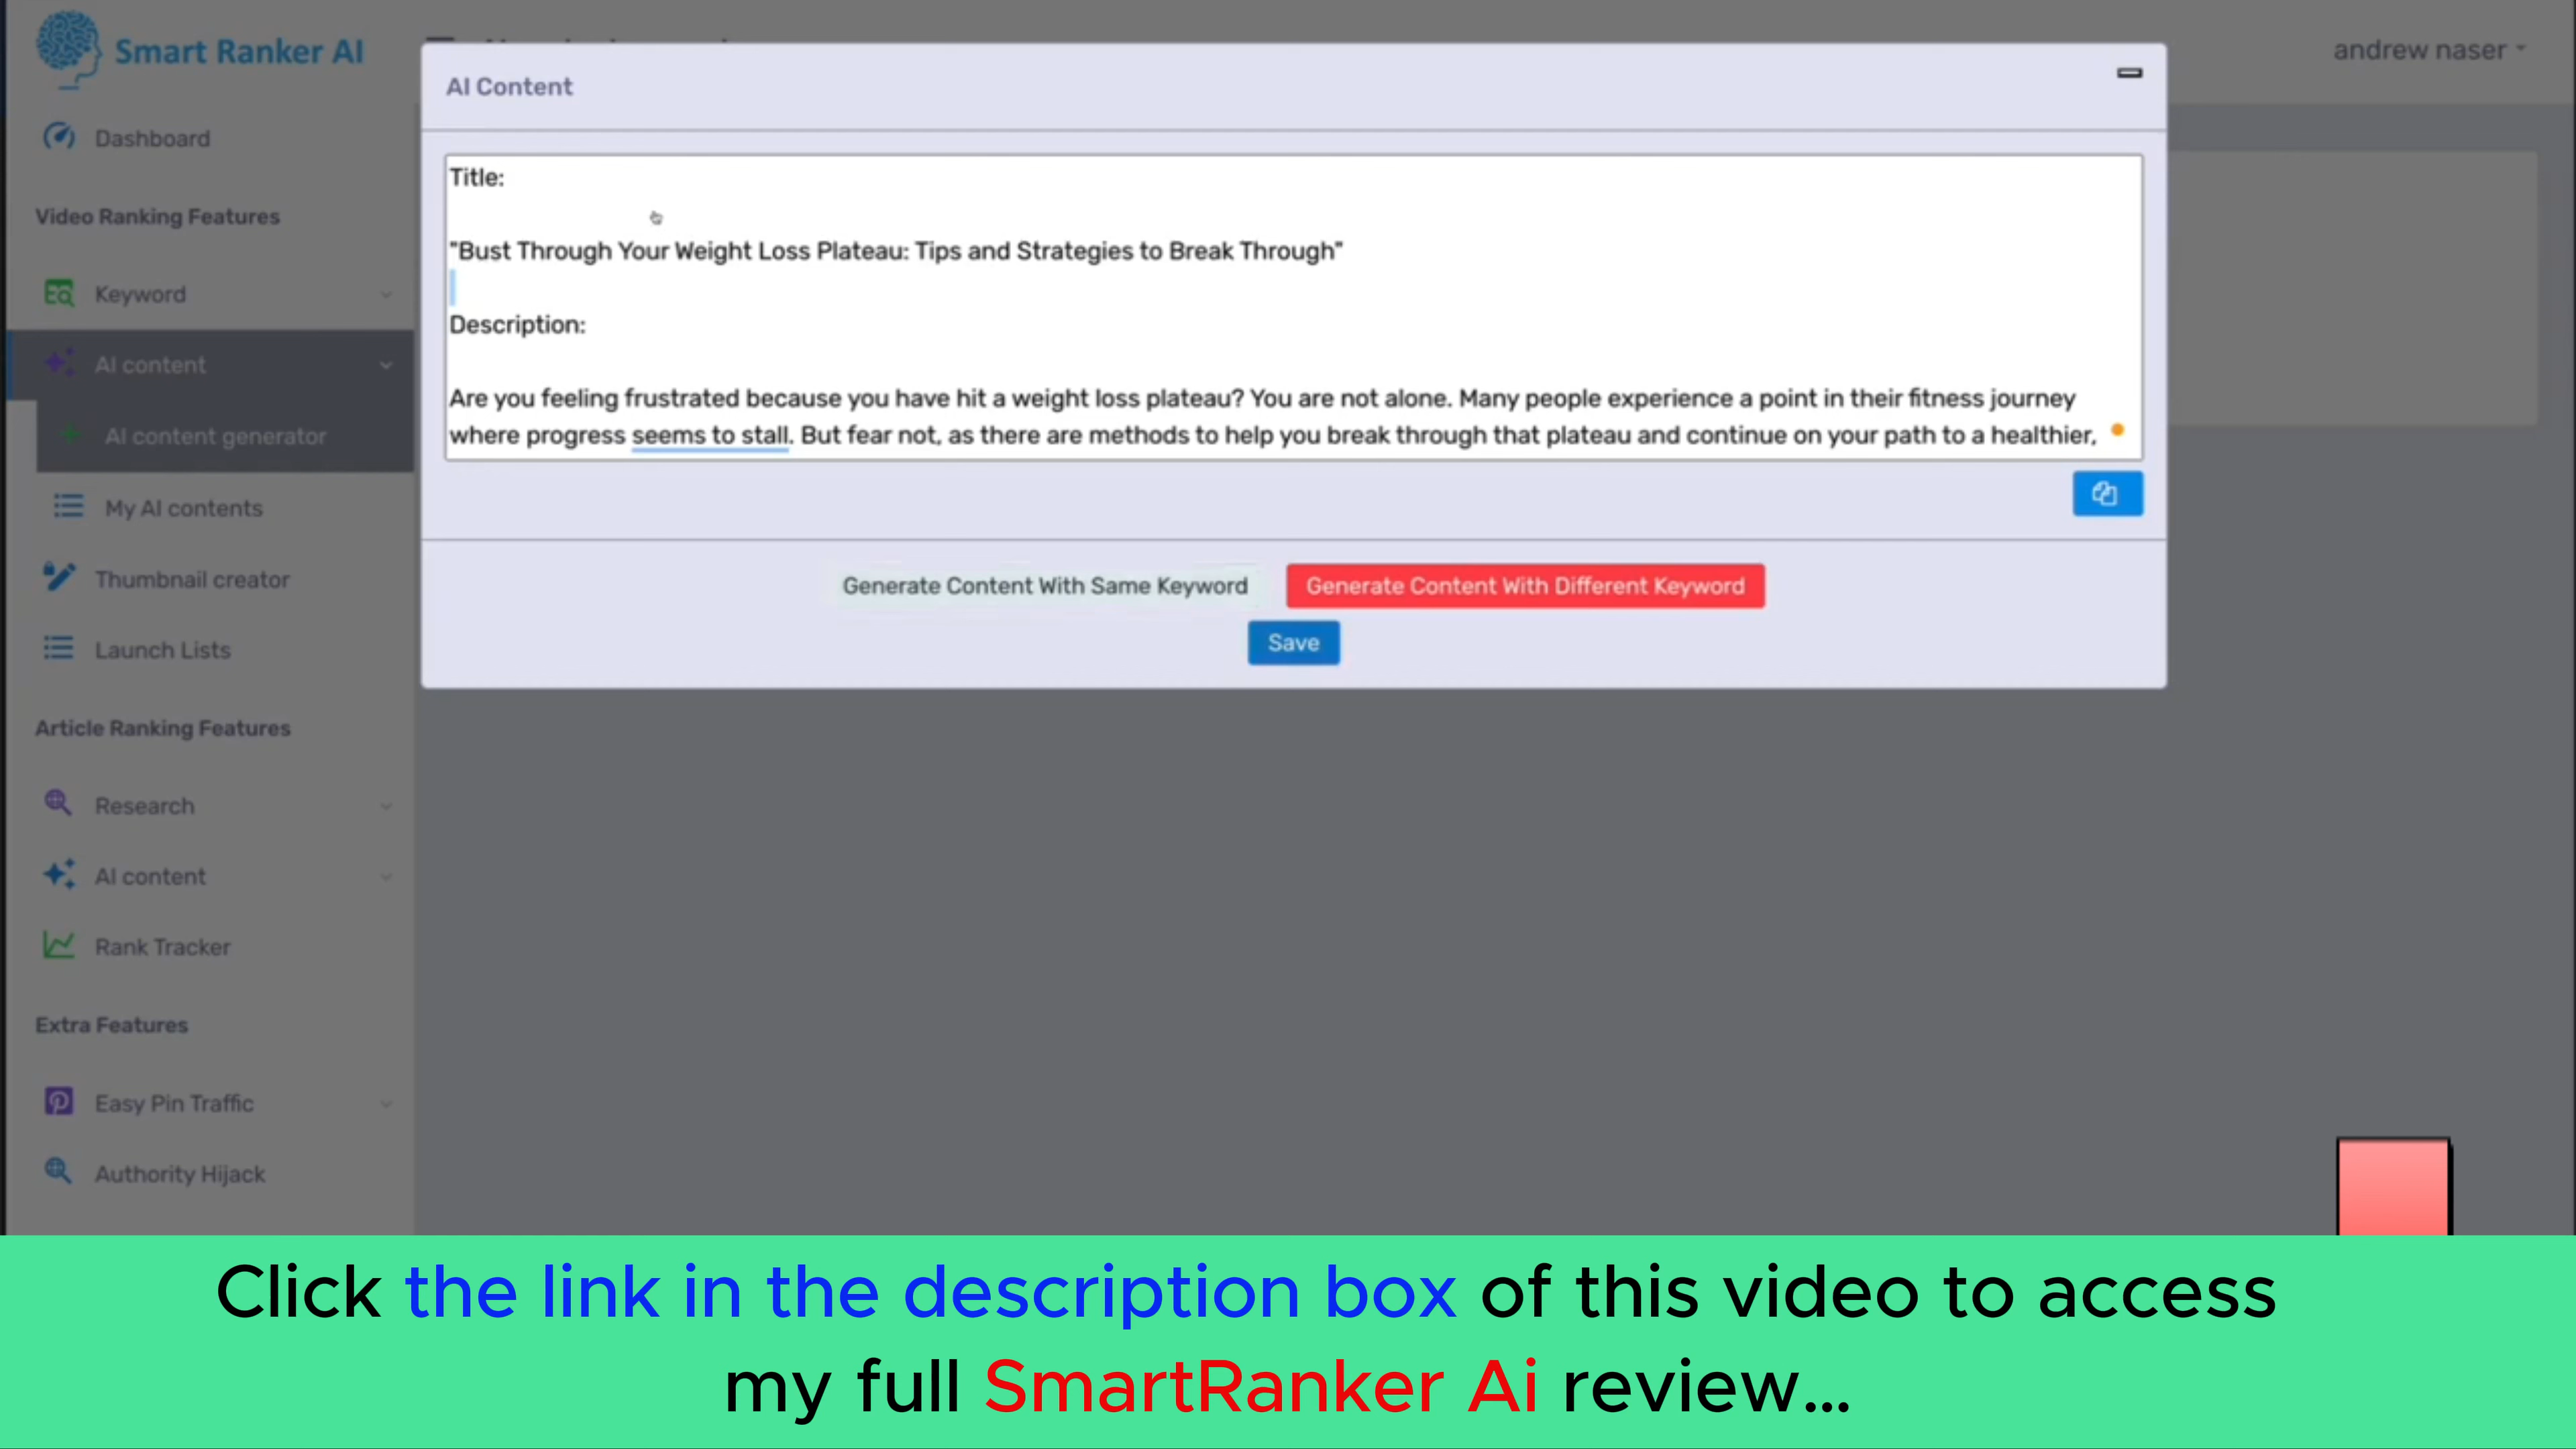 Smart Ranker AI
andrew naser
Dashboard
Video Ranking Features
Keyword
AI content
AI content generator
My AI contents
Thumbnail creator
Launch Lists
Article Ranking Features
Research
AI content
Rank Tracker
Extra Features
Easy Pin Traffic
Authority Hijack
AI Content
Title:
"Bust Through Your Weight Loss Plateau: Tips and Strategies to Break Through"
Description:
Are you feeling frustrated because you have hit a weight loss plateau? You are not alone. Many people experience a point in their fitness journey
where progress seems to stall. But fear not, as there are methods to help you break through that plateau and continue on your path to a healthier,
Generate Content With Same Keyword
Generate Content With Different Keyword
Save
Click the link in the description box of this video to access
my full SmartRanker Ai review...